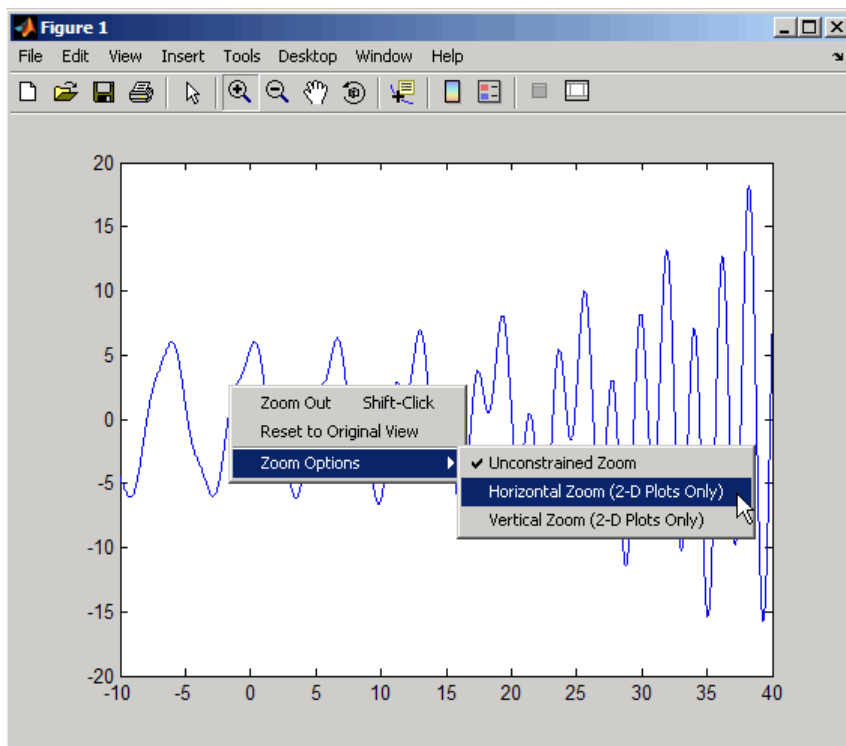 Figure 1
File Edit View Insert Tools Desktop Window Help
20
15
10
5
0
-5
-10
-15
-20
Zoom Out Shift-Click
Reset to Original View
Zoom Options
Unconstrained Zoom
Horizontal Zoom (2-D Plots Only)
Vertical Zoom (2-D Plots Only)
-10 -5 0 5 10 15 20 25 30 35 40